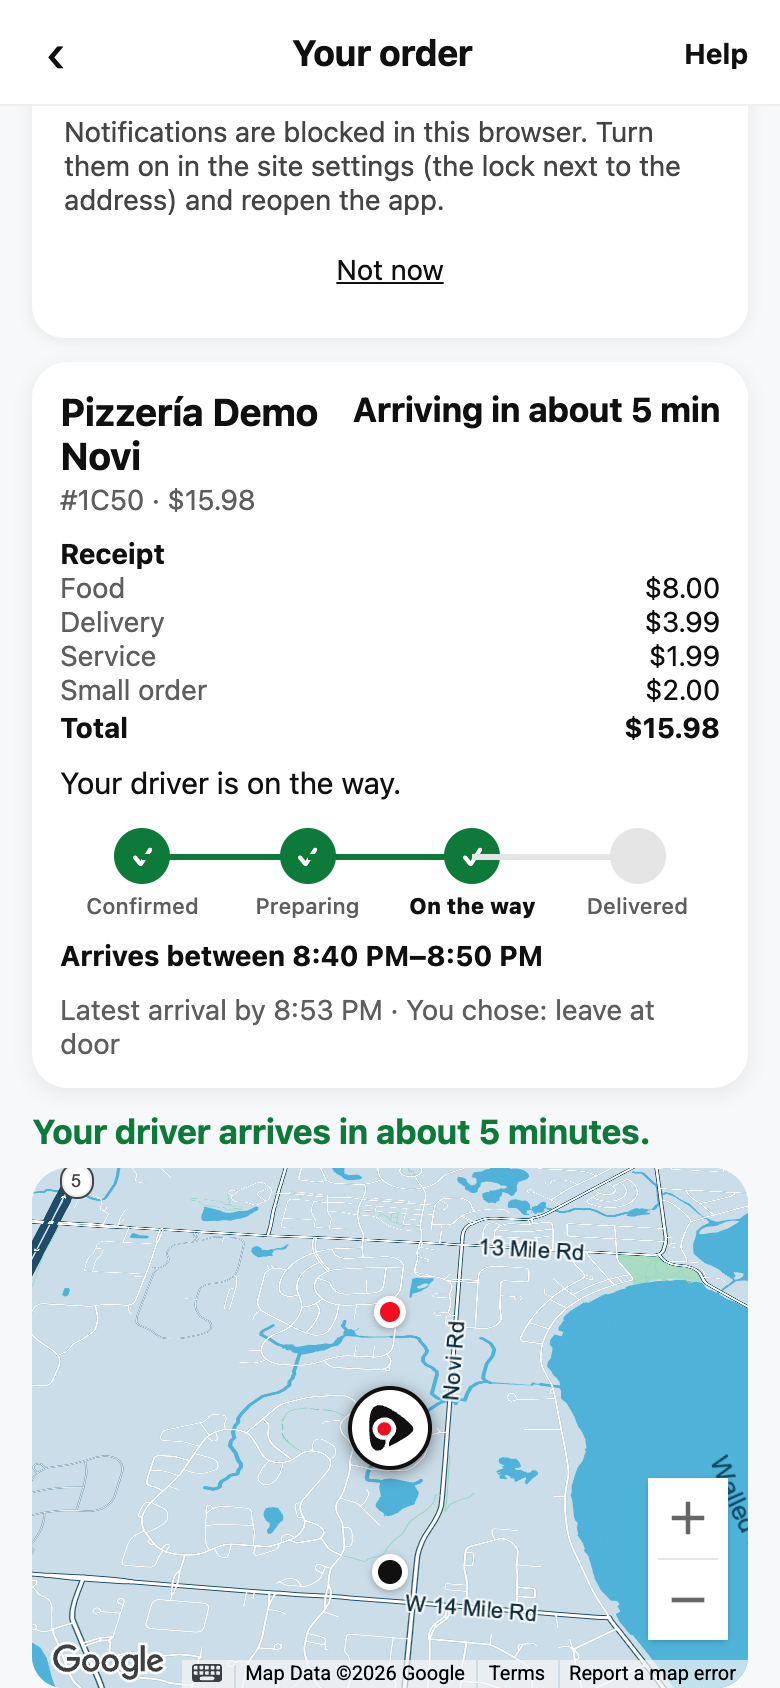 Your order
Help
Notifications are blocked in this browser. Turn
them on in the site settings (the lock next to the
address) and reopen the app.
Not now
Pizzería Demo
Novi
Arriving in about 5 min
#1C50 · $15.98
Receipt
Food $8.00
Delivery $3.99
Service $1.99
Small order $2.00
Total $15.98
Your driver is on the way.
Confirmed Preparing On the way Delivered
Arrives between 8:40 PM–8:50 PM
Latest arrival by 8:53 PM · You chose: leave at
door
Your driver arrives in about 5 minutes.
5
13 Mile Rd
Novi Rd
Walled
W 14 Mile Rd
Google
Map Data ©2026 Google
Terms
Report a map error